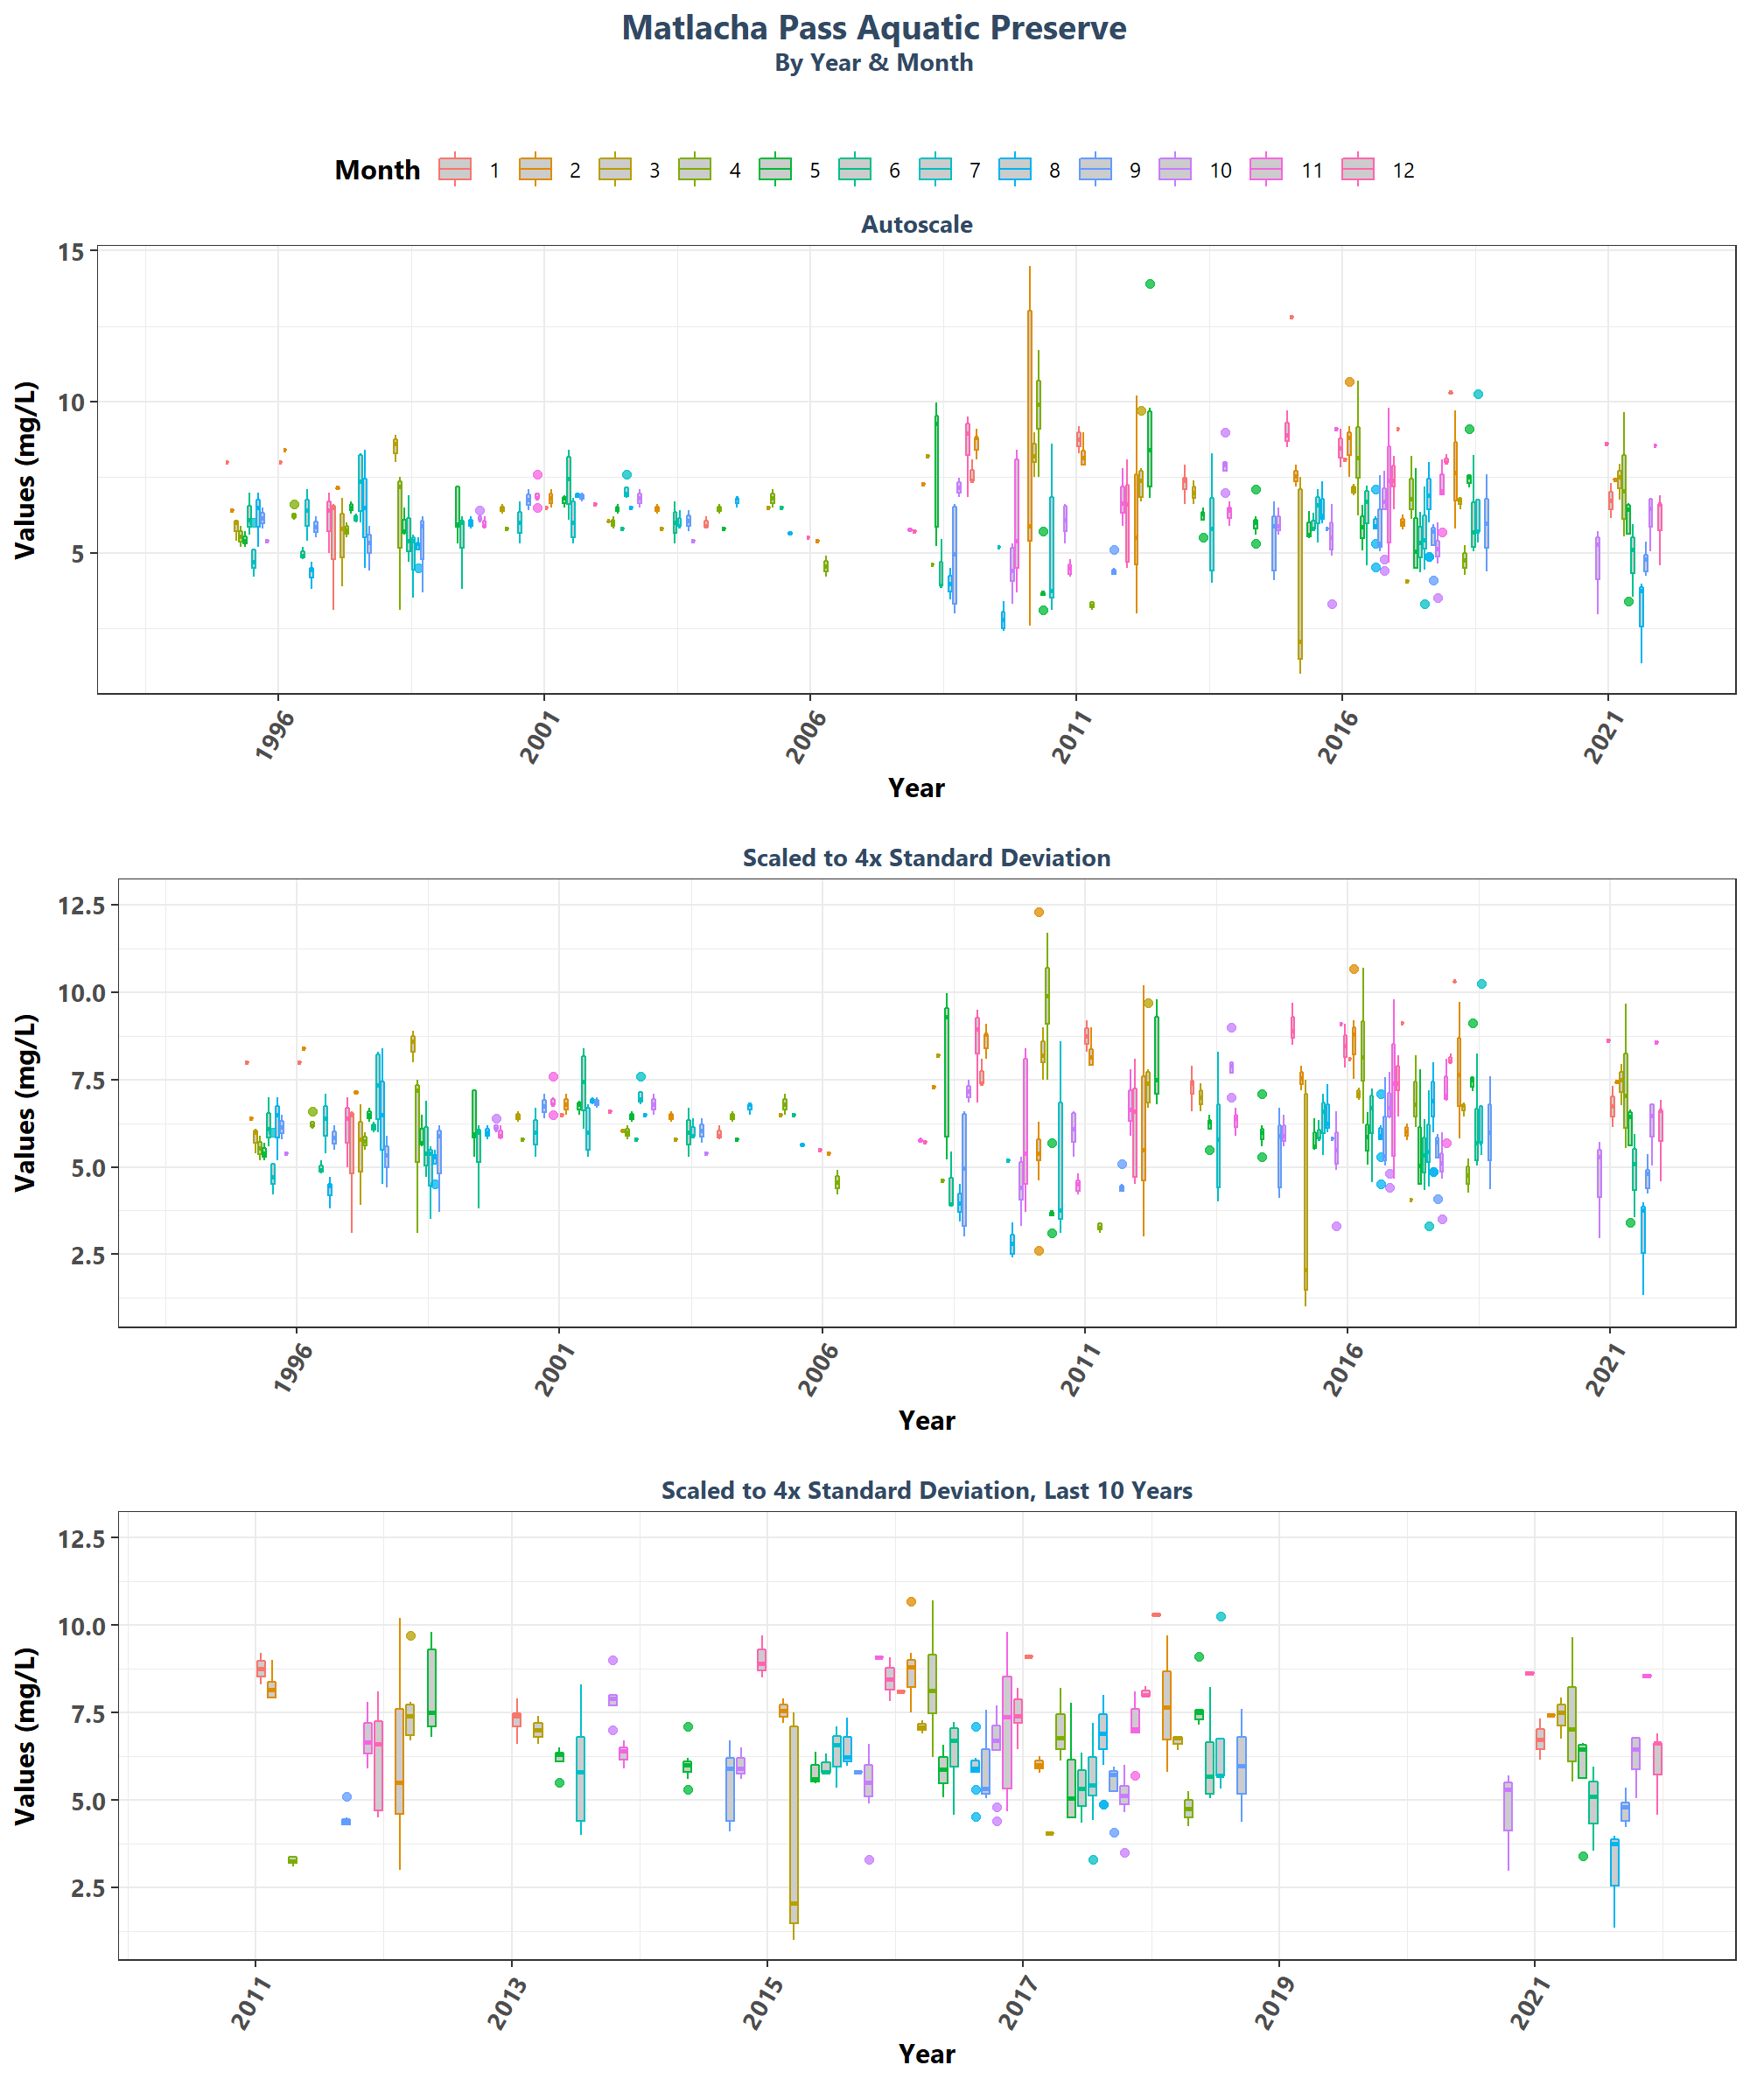 Matlacha Pass Aquatic Preserve
By Year & Month
Month 1 2 3 4 5 6 7 8 9 10 11 12
Autoscale
Values (mg/L)
15
10
5
1996 2001 2006 2011 2016 2021
Year
Scaled to 4x Standard Deviation
Values (mg/L)
12.5
10.0
7.5
5.0
2.5
1996 2001 2006 2011 2016 2021
Year
Scaled to 4x Standard Deviation, Last 10 Years
Values (mg/L)
12.5
10.0
7.5
5.0
2.5
2011 2013 2015 2017 2019 2021
Year